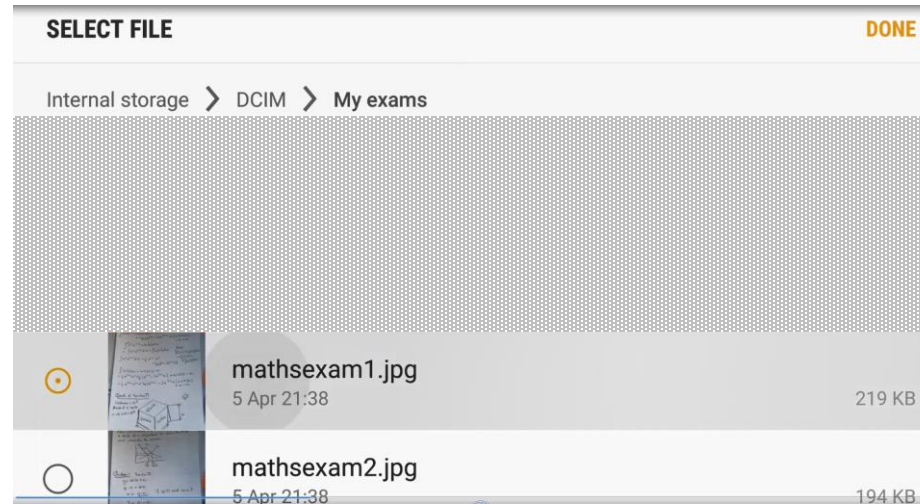 SELECT FILE
DONE
Internal storage > DCIM > My exams
mathsexam1.jpg
5 Apr 21:38
219 KB
mathsexam2.jpg
5 Apr 21:38
194 KB